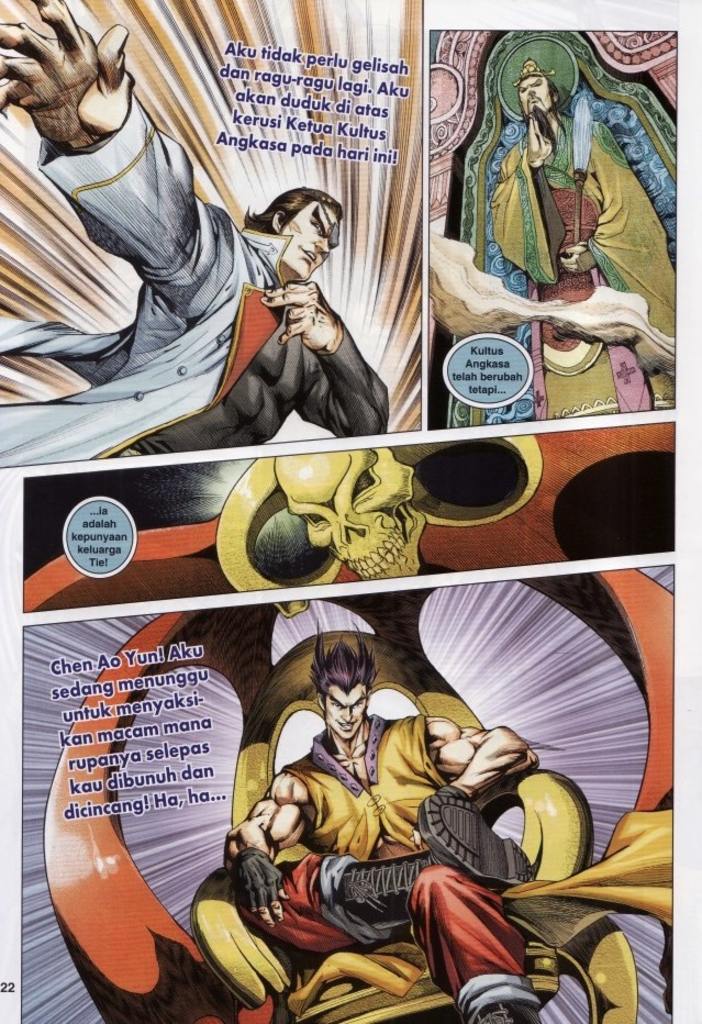 Aku tidak perlu gelisah
dan ragu-ragu lagi. Aku
akan duduk di atas
kerusi Ketua Kultus
Angkasa pada hari ini!
Kultus
Angkasa
telah berubah
tetapi...
...ia
adalah
kepunyaan
keluarga
Tie!
Chen Ao Yun! Aku
sedang menunggu
untuk menyaksi-
kan macam mana
rupanya selepas
kau dibunuh dan
dicincang! Ha, ha...
22